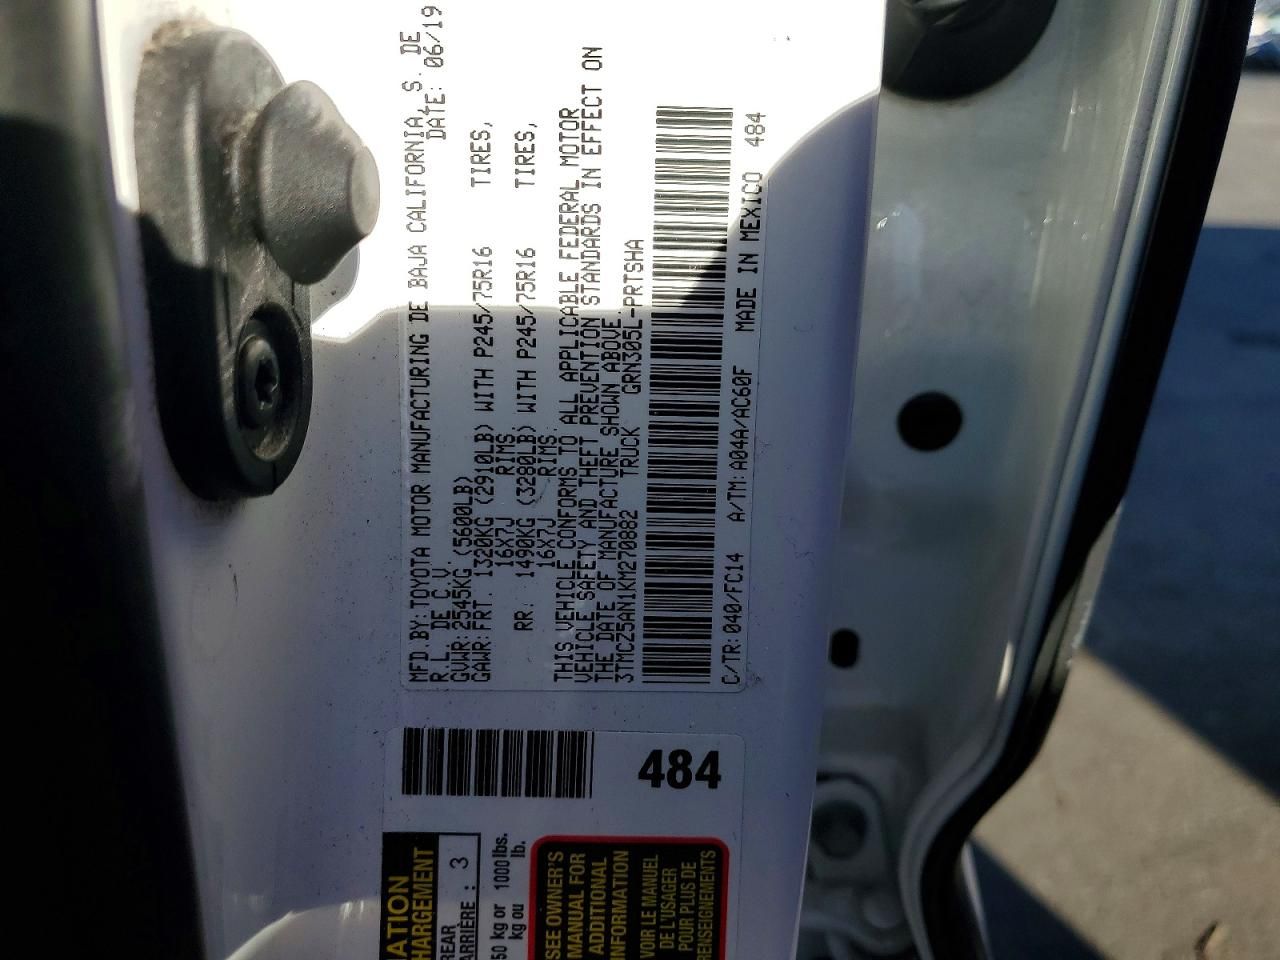 MFD.BY:TOYOTA MOTOR MANUFACTURING DE BAJA CALIFORNIA, S. DE
R.L. DE C.V. DATE: 06/19
GVWR:2545KG (5600LB)
GAWR:FRT. 1320KG (2910LB) WITH P245/75R16 TIRES,
16X7J RIMS,
RR. 1490KG (3280LB) WITH P245/75R16 TIRES,
16X7J RIMS.
THIS VEHICLE CONFORMS TO ALL APPLICABLE FEDERAL MOTOR
VEHICLE SAFETY AND THEFT PREVENTION STANDARDS IN EFFECT ON
THE DATE OF MANUFACTURE SHOWN ABOVE.
3TMCZ5AN1KM270882 TRUCK GRN305L-PRTSHA
C/TR:040/FC14 A/TM:A04A/AC60F MADE IN MEXICO 484
484
HARGEMENT
REAR
ARRIÈRE : 3
50 kg or 1000 lbs.
kg ou lb.
SEE OWNER'S
MANUAL FOR
ADDITIONAL
INFORMATION
VOIR LE MANUEL
DE L'USAGER
POUR PLUS DE
RENSEIGNEMENTS